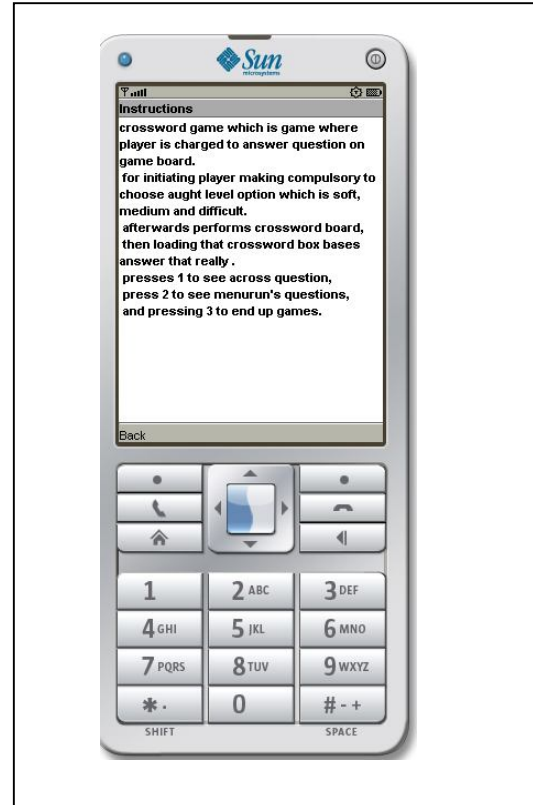 Sun
microsystems
Instructions
crossword game which is game where
player is charged to answer question on
game board.
for initiating player making compulsory to
choose aught level option which is soft,
medium and difficult.
afterwards performs crossword board,
then loading that crossword box bases
answer that really .
presses 1 to see across question,
press 2 to see menurun's questions,
and pressing 3 to end up games.
Back
1 2 ABC 3 DEF
4 GHI 5 JKL 6 MNO
7 PQRS 8 TUV 9 WXYZ
* . 0 # - +
SHIFT SPACE